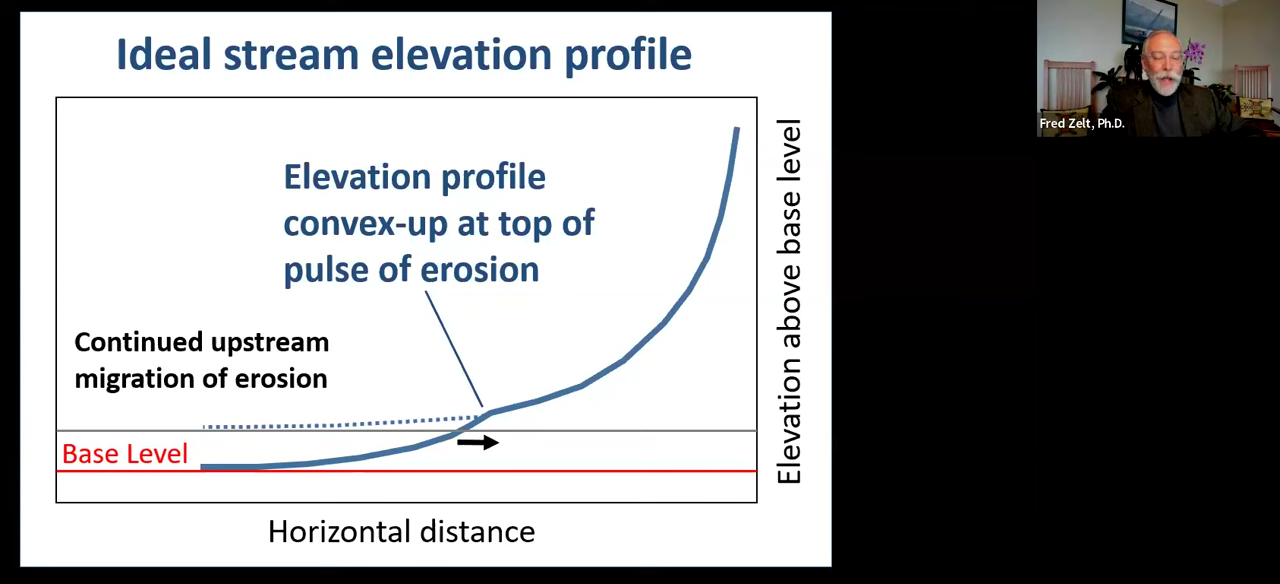 Ideal stream elevation profile
Elevation profile
convex-up at top of
pulse of erosion
Continued upstream
migration of erosion
Base Level
Horizontal distance
Elevation above base level
Fred Zelt, Ph.D.